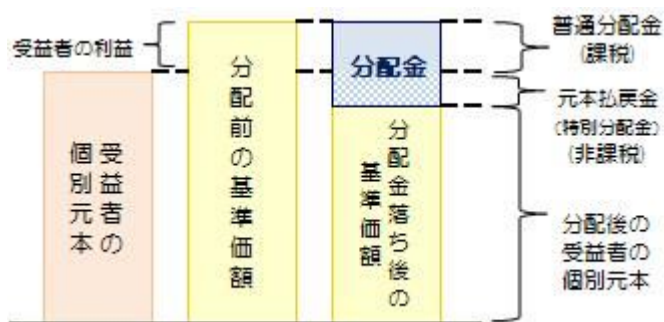 受益者の利益
受益者の
個別元本
分配前の基準価額
分配金
分配金落ち後の
基準価額
普通分配金
(課税)
元本払戻金
(特別分配金)
(非課税)
分配後の
受益者の
個別元本